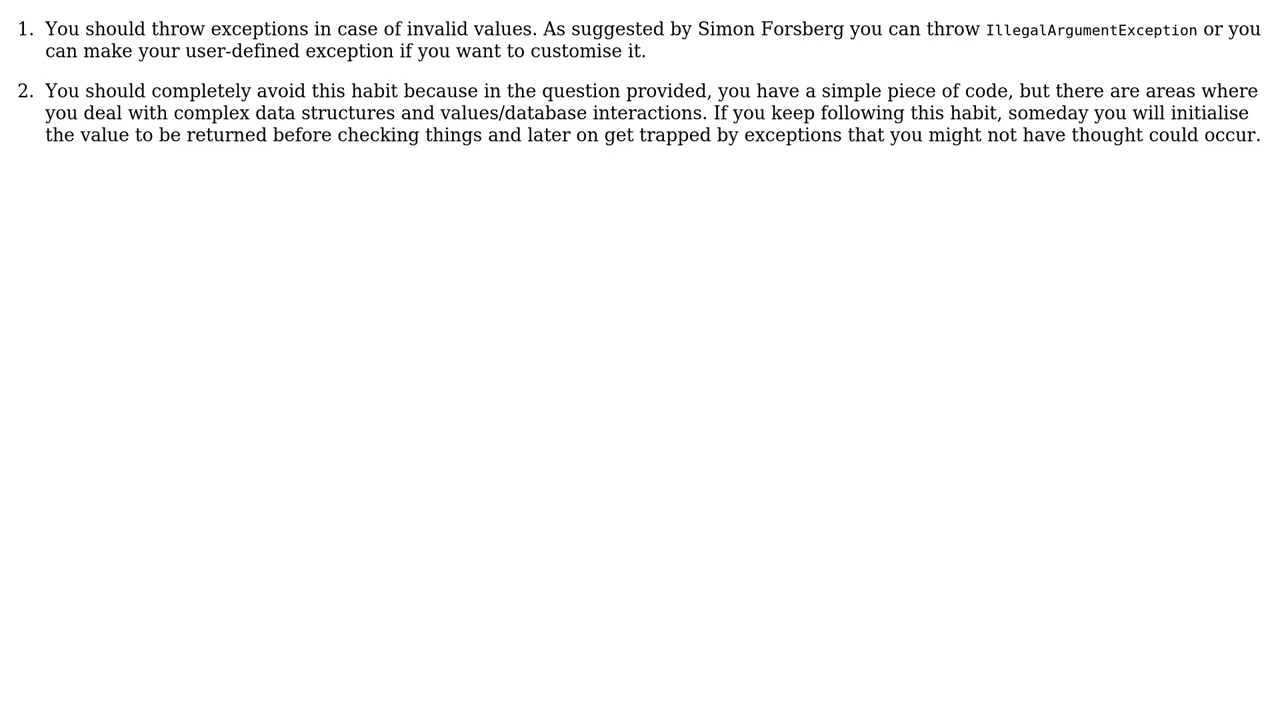 1. You should throw exceptions in case of invalid values. As suggested by Simon Forsberg you can throw IllegalArgumentException or you
can make your user-defined exception if you want to customise it.
2. You should completely avoid this habit because in the question provided, you have a simple piece of code, but there are areas where
you deal with complex data structures and values/database interactions. If you keep following this habit, someday you will initialise
the value to be returned before checking things and later on get trapped by exceptions that you might not have thought could occur.